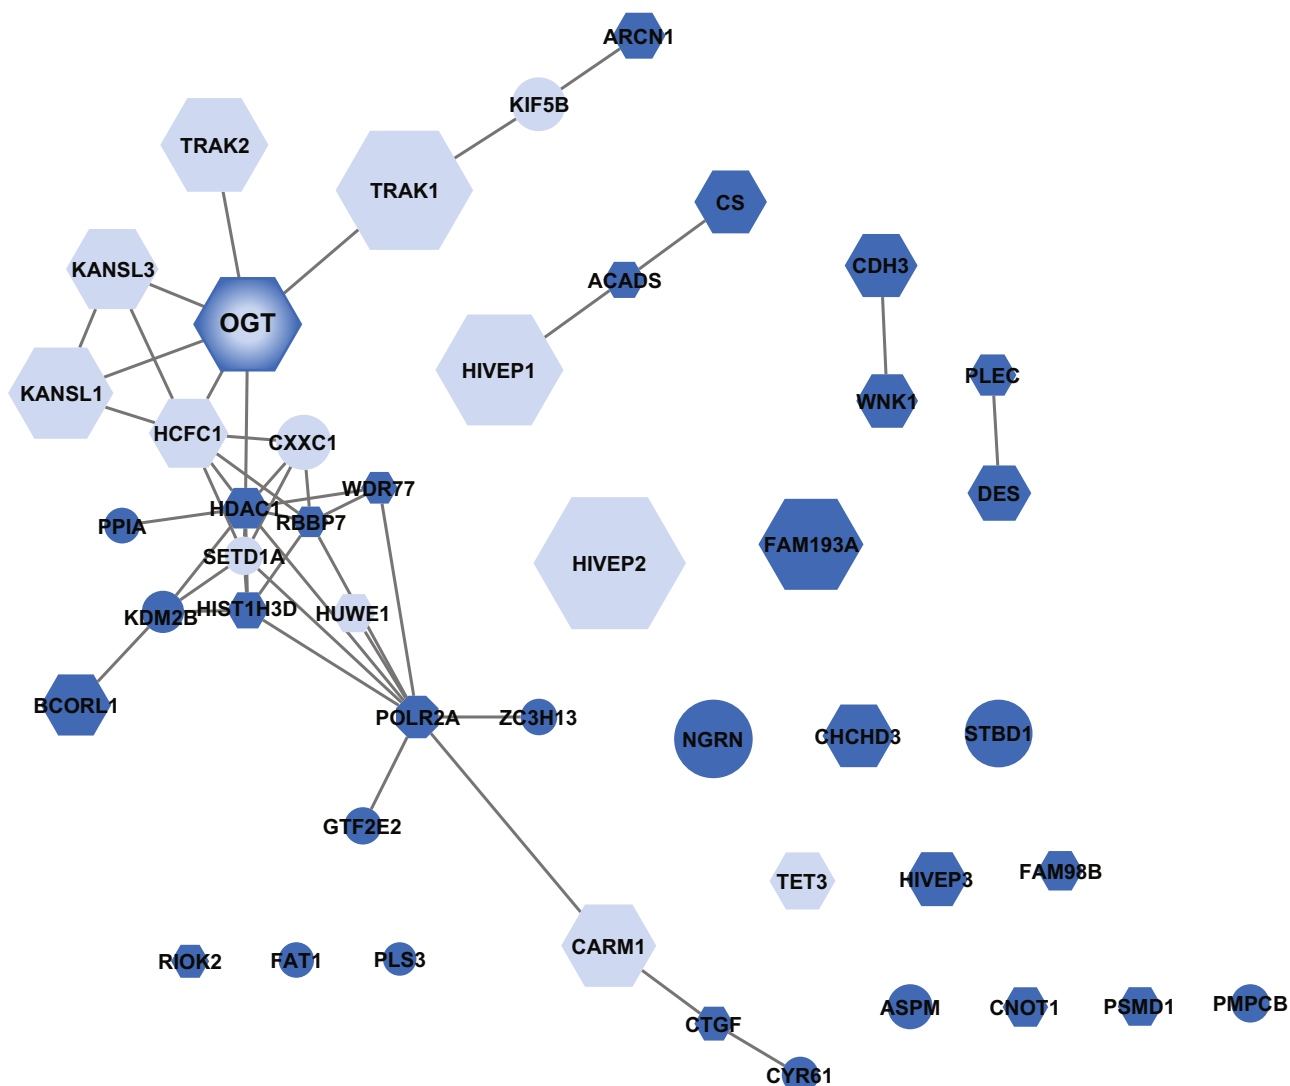 ARCN1
KIF5B
TRAK2
TRAK1
CS
KANSL3
CDH3
ACADS
OGT
HIVEP1
PLEC
KANSL1
WNK1
HCFC1
CXXC1
WDR77
DES
HDAC1
RBBP7
PPIA
FAM193A
SETD1A
HIVEP2
HIST1H3D
HUWE1
KDM2B
BCORL1
POLR2A
ZC3H13
NGRN
CHCHD3
STBD1
GTF2E2
TET3
HIVEP3
FAM98B
CARM1
RIOK2
FAT1
PLS3
ASPM
CNOT1
PSMD1
PMPCB
CTGF
CYR61